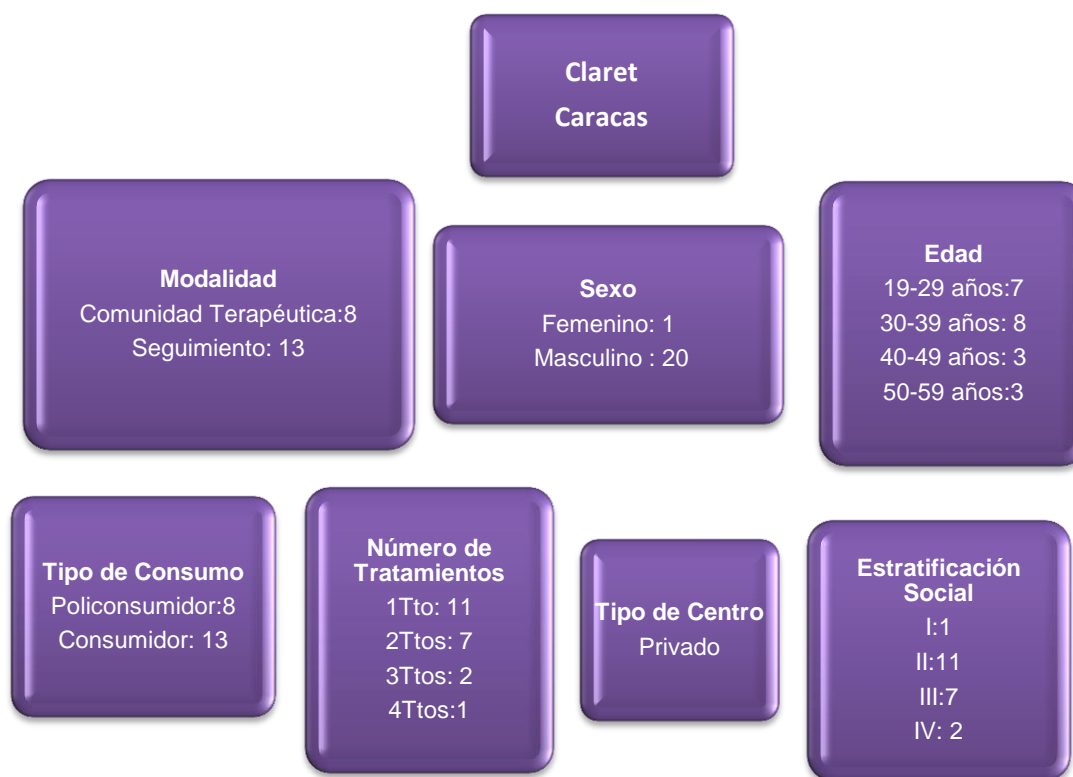 Claret
Caracas
Modalidad
Comunidad Terapéutica:8
Seguimiento: 13
Sexo
Femenino: 1
Masculino : 20
Edad
19-29 años:7
30-39 años: 8
40-49 años: 3
50-59 años:3
Tipo de Consumo
Policonsumidor:8
Consumidor: 13
Número de
Tratamientos
1Tto: 11
2Ttos: 7
3Ttos: 2
4Ttos:1
Tipo de Centro
Privado
Estratificación
Social
I:1
II:11
III:7
IV: 2